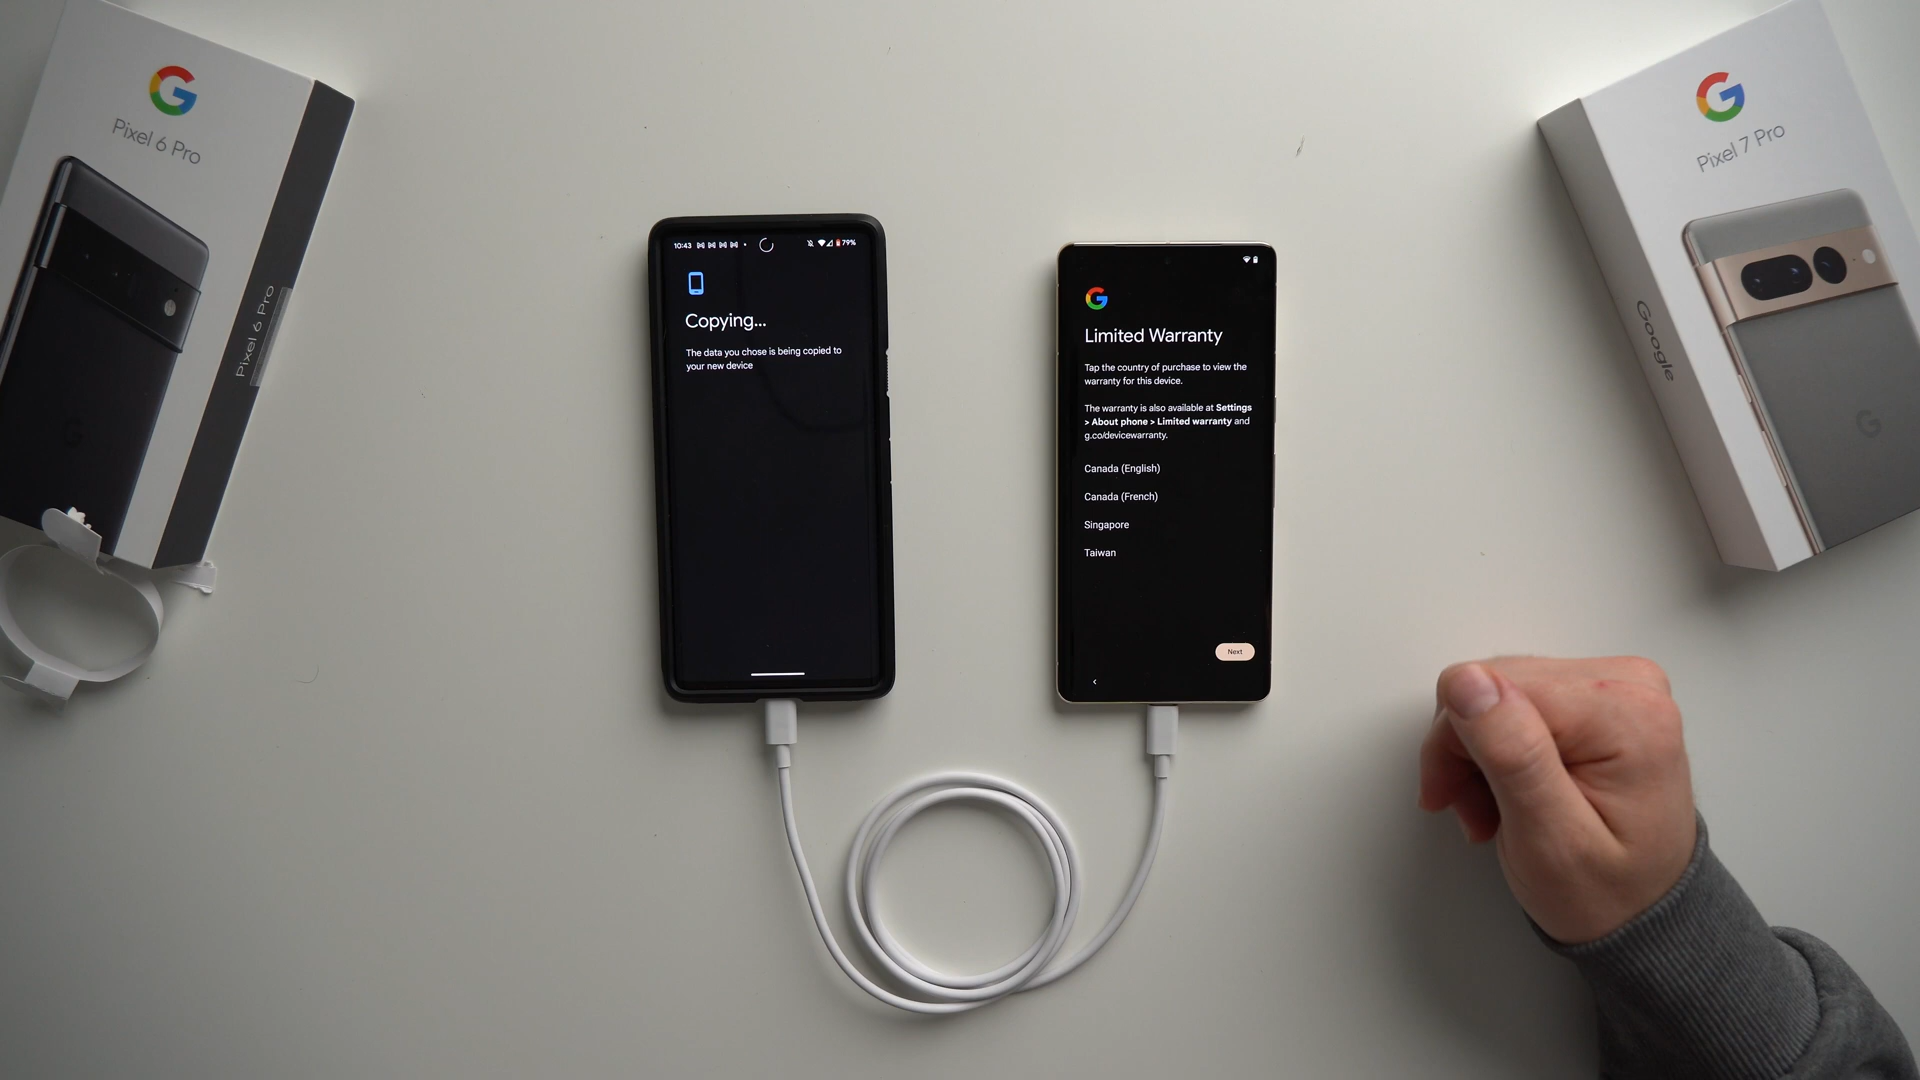 Pixel 6 Pro
Pixel 6 Pro
10:43
79%
Copying...
The data you chose is being copied to
your new device
G
Limited Warranty
Tap the country of purchase to view the
warranty for this device.
The warranty is also available at Settings
> About phone > Limited warranty and
g.co/devicewarranty.
Canada (English)
Canada (French)
Singapore
Taiwan
Next
G
Pixel 7 Pro
Google